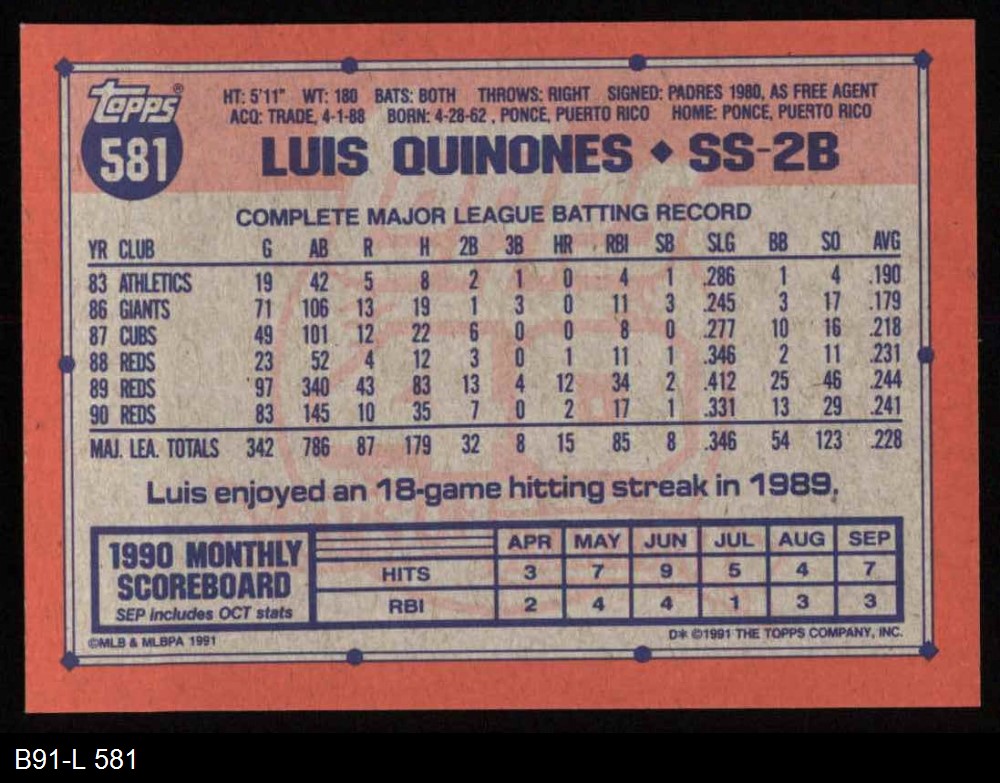 Topps®
581
HT: 5'11" WT: 180 BATS: BOTH THROWS: RIGHT SIGNED: PADRES 1980, AS FREE AGENT
ACQ: TRADE, 4-1-88 BORN: 4-28-62 , PONCE, PUERTO RICO HOME: PONCE, PUERTO RICO
LUIS QUINONES ◆ SS-2B
COMPLETE MAJOR LEAGUE BATTING RECORD
YR CLUB G AB R H 2B 3B HR RBI SB SLG BB SO AVG
83 ATHLETICS 19 42 5 8 2 1 0 4 1 .286 1 4 .190
86 GIANTS 71 106 13 19 1 3 0 11 3 .245 3 17 .179
87 CUBS 49 101 12 22 6 0 0 8 0 .277 10 16 .218
88 REDS 23 52 4 12 3 0 1 11 1 .346 2 11 .231
89 REDS 97 340 43 83 13 4 12 34 2 .412 25 46 .244
90 REDS 83 145 10 35 7 0 2 17 1 .331 13 29 .241
MAJ. LEA. TOTALS 342 786 87 179 32 8 15 85 8 .346 54 123 .228
Luis enjoyed an 18-game hitting streak in 1989.
1990 MONTHLY
SCOREBOARD
SEP includes OCT stats
APR MAY JUN JUL AUG SEP
HITS 3 7 9 5 4 7
RBI 2 4 4 1 3 3
©MLB & MLBPA 1991
D* ©1991 THE TOPPS COMPANY, INC.
B91-L 581